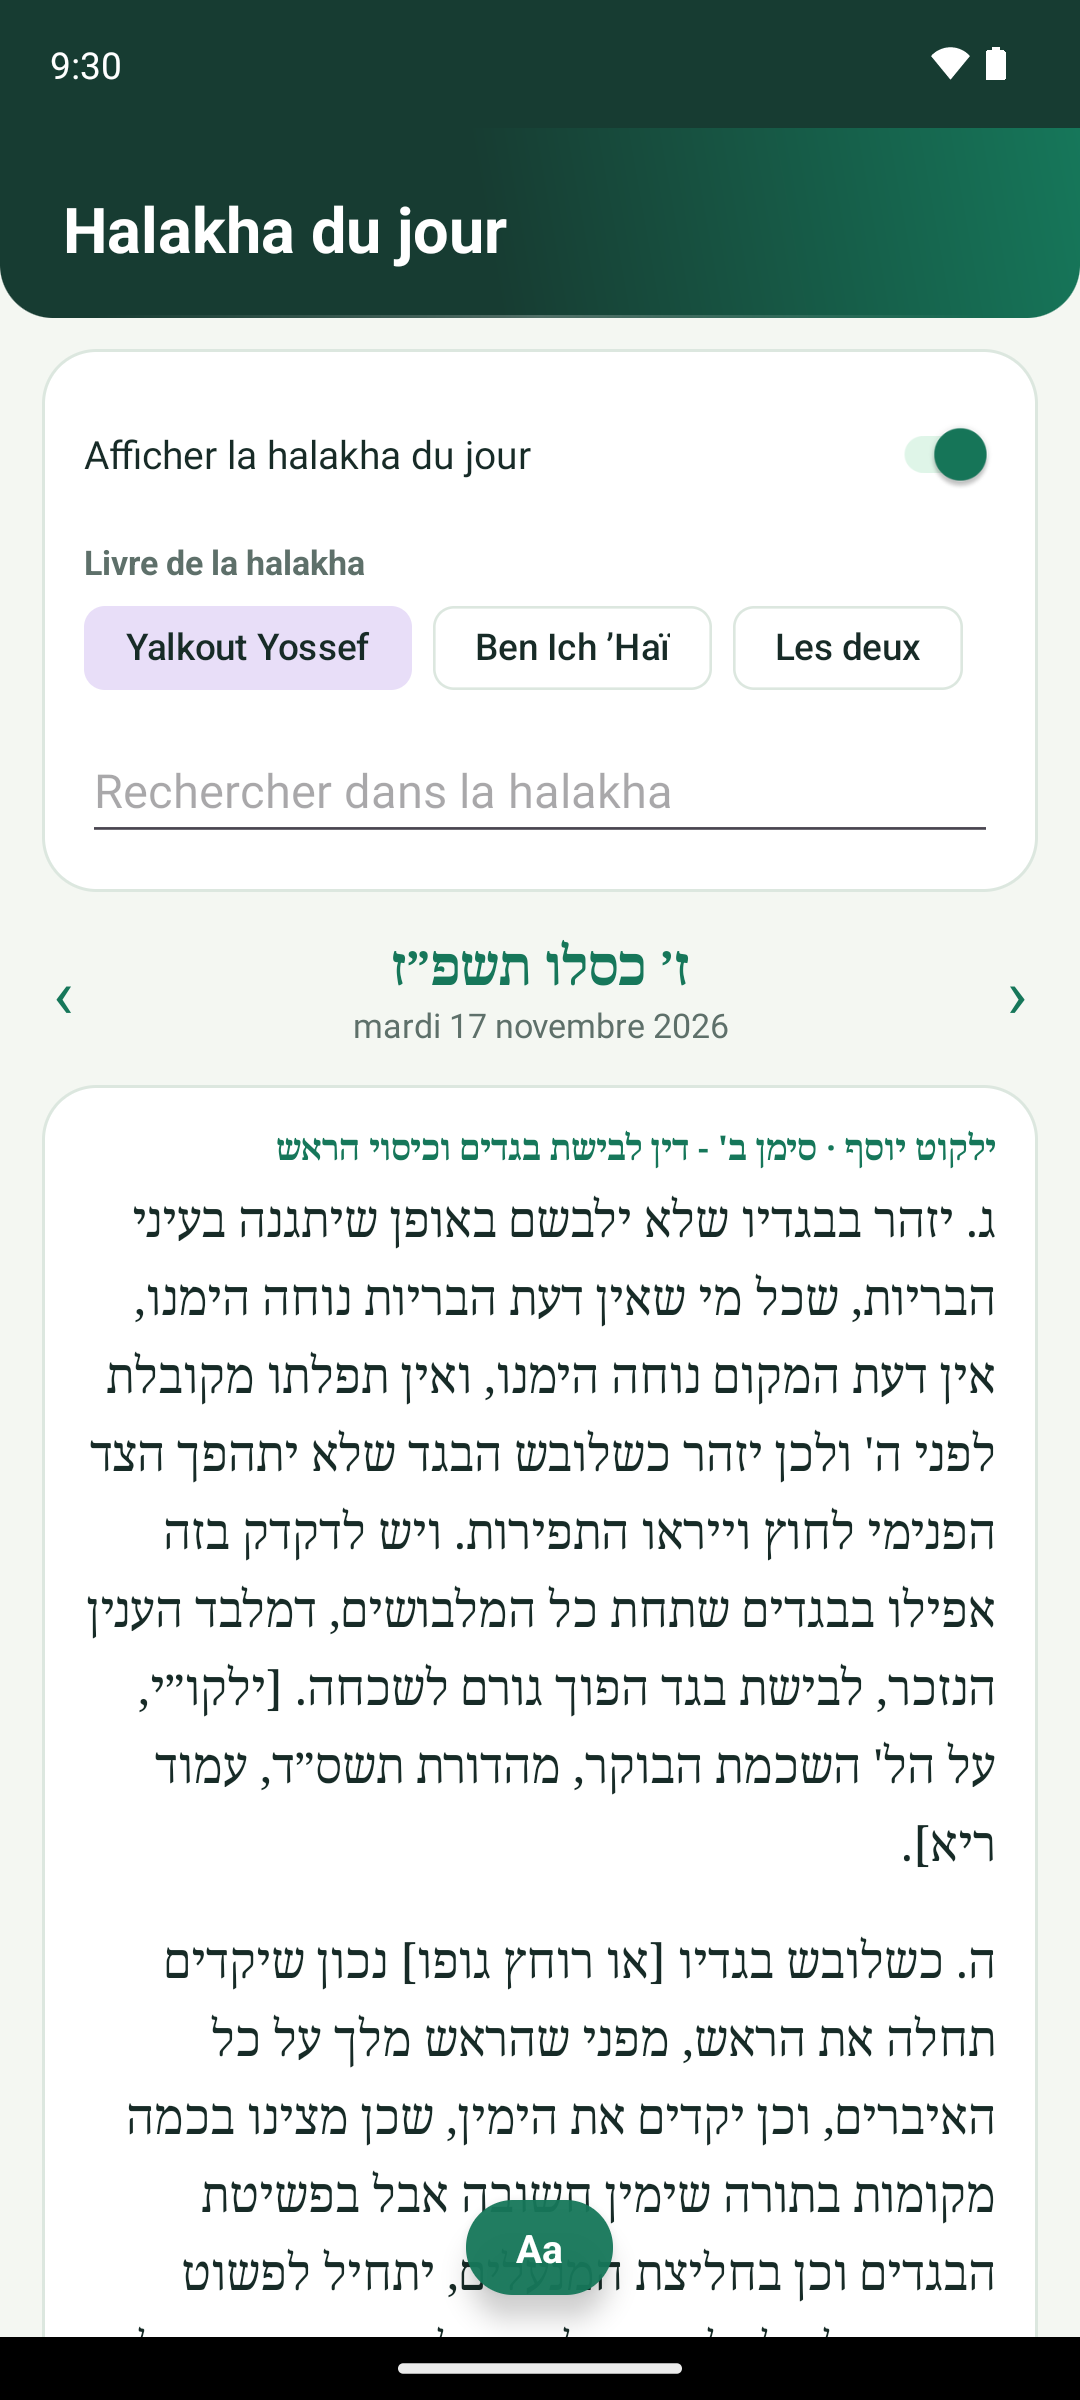 9:30
Halakha du jour
Afficher la halakha du jour
Livre de la halakha
Yalkout Yossef
Ben Ich ’Haï
Les deux
Rechercher dans la halakha
ז׳ כסלו תשפ״ז
‹ ›
mardi 17 novembre 2026
ילקוט יוסף · סימן ב' - דין לבישת בגדים וכיסוי הראש
ג. יזהר בבגדיו שלא ילבשם באופן שיתגנה בעיני
הבריות, שכל מי שאין דעת הבריות נוחה הימנו,
אין דעת המקום נוחה הימנו, ואין תפלתו מקובלת
לפני ה' ולכן יזהר כשלובש הבגד שלא יתהפך הצד
הפנימי לחוץ וייראו התפירות. ויש לדקדק בזה
אפילו בבגדים שתחת כל המלבושים, דמלבד הענין
הנזכר, לבישת בגד הפוך גורם לשכחה. [ילקו״י,
על הל' השכמת הבוקר, מהדורת תשס״ד, עמוד
ריא].
ה. כשלובש בגדיו [או רוחץ גופו] נכון שיקדים
תחלה את הראש, מפני שהראש מלך על כל
האיברים, וכן יקדים את הימין, שכן מצינו בכמה
מקומות בתורה שימין חשובה אבל בפשיטת
הבגדים וכן בחליצת המנעלים, יתחיל לפשוט
Aa